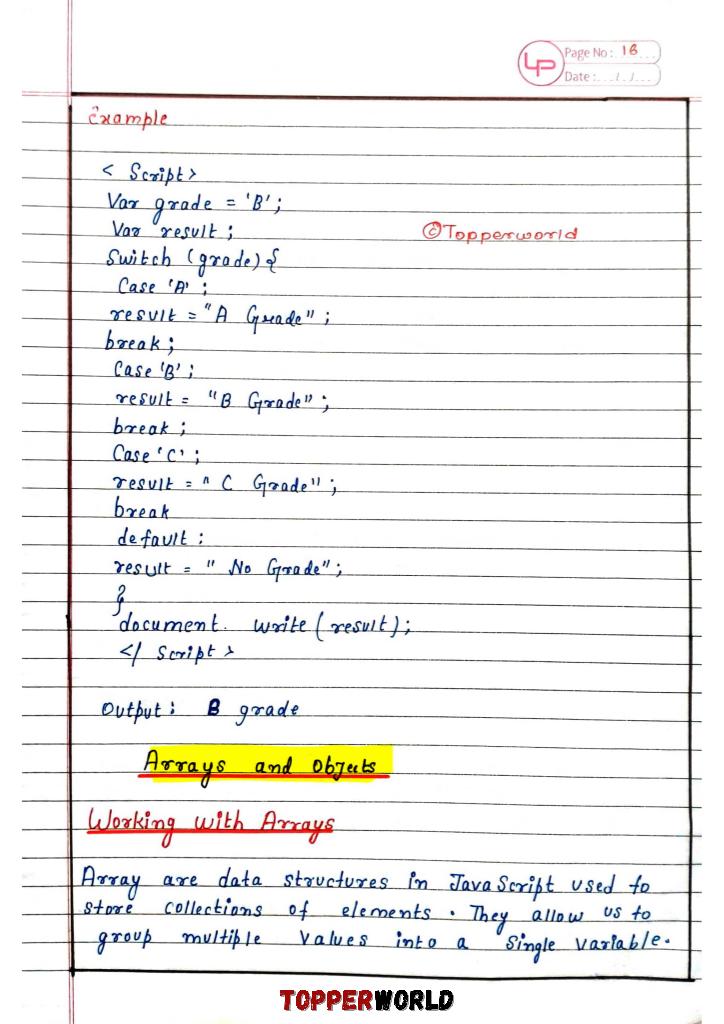 LP
Page No: 18
Date: / /
Example
< Script>
Var grade = 'B';
Var result;
©Topperworld
Switch (grade) {
Case 'A' ;
result = "A Grade" ;
break ;
Case 'B' ;
result = "B Grade" ;
break ;
Case 'C' ;
result = " C Grade" ;
break
default :
result = " No Grade" ;
}
document. write ( result) ;
</ Script >
Output : B grade
Arrays and Objects
Working with Arrays
Array are data structures in JavaScript used to
store collections of elements. They allow us to
group multiple values into a Single variable.
TOPPERWORLD